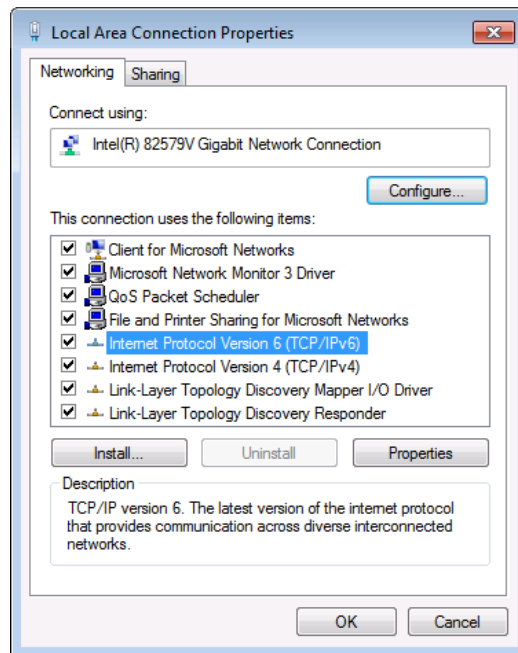 Local Area Connection Properties
Networking
Sharing
Connect using:
Intel(R) 82579V Gigabit Network Connection
Configure...
This connection uses the following items:
Client for Microsoft Networks
Microsoft Network Monitor 3 Driver
QoS Packet Scheduler
File and Printer Sharing for Microsoft Networks
Internet Protocol Version 6 (TCP/IPv6)
Internet Protocol Version 4 (TCP/IPv4)
Link-Layer Topology Discovery Mapper I/O Driver
Link-Layer Topology Discovery Responder
Install...
Uninstall
Properties
Description
TCP/IP version 6. The latest version of the internet protocol
that provides communication across diverse interconnected
networks.
OK
Cancel